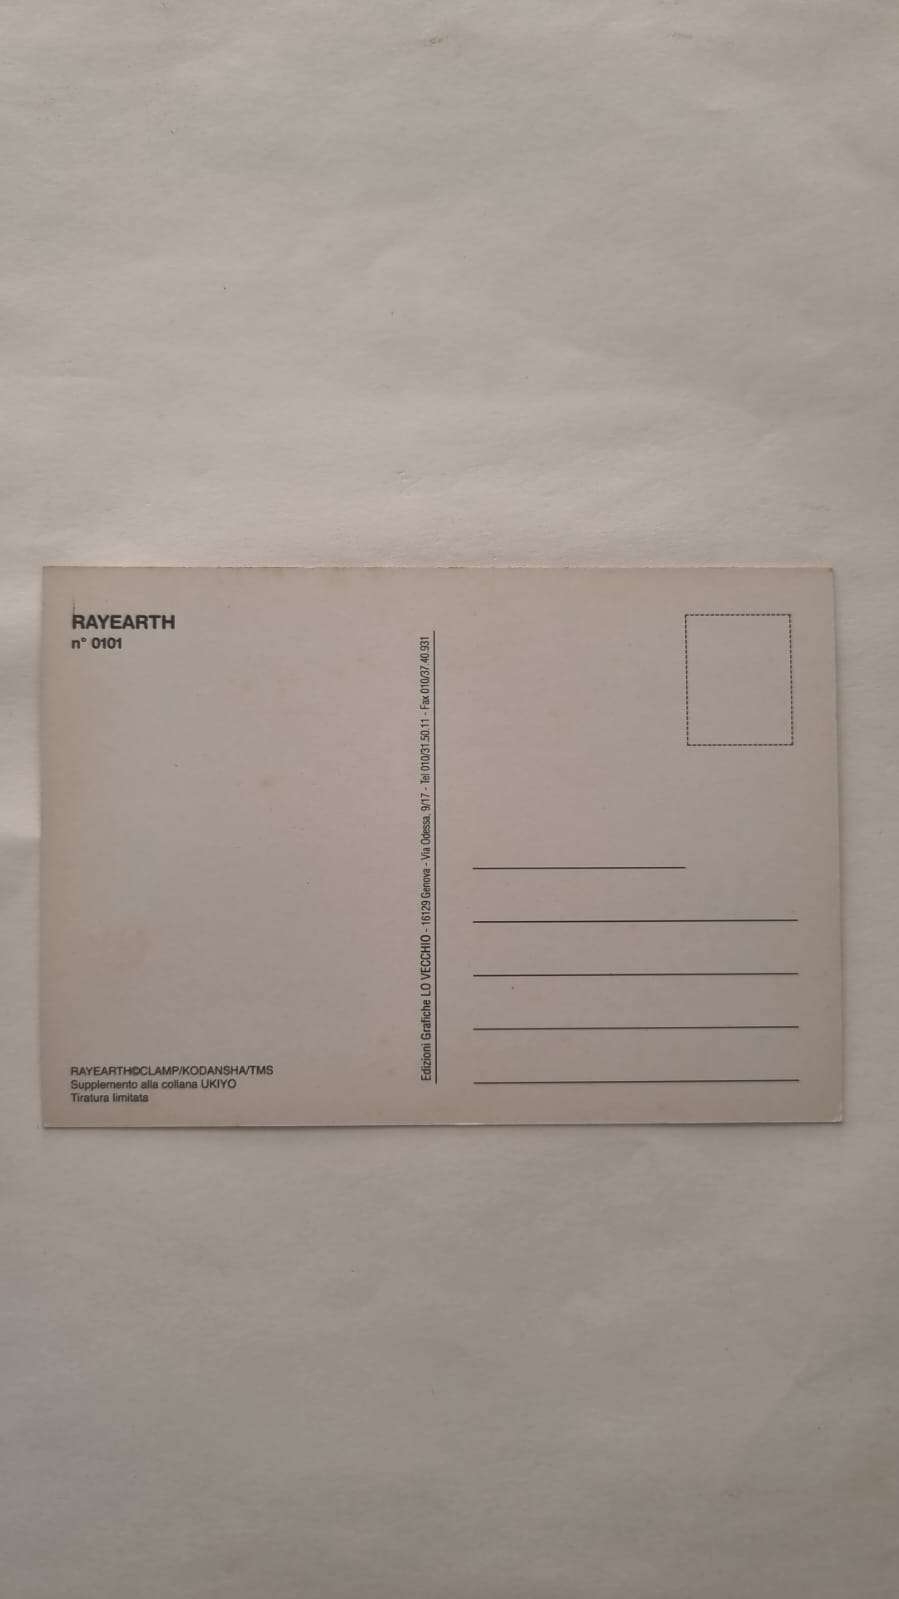 RAYEARTH
n° 0101
Edizioni Grafiche LO VECCHIO - 16129 Genova - Via Odessa, 9/17 - Tel 010/31.50.11 - Fax 010/37.40.931
RAYEARTH©CLAMP/KODANSHA/TMS
Supplemento alla collana UKIYO
Tiratura limitata